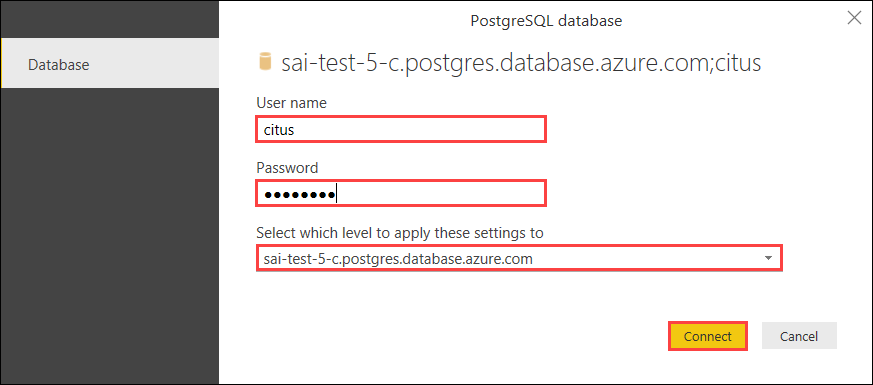 PostgreSQL database
Database
sai-test-5-c.postgres.database.azure.com;citus
User name
citus
Password
●●●●●●●●
Select which level to apply these settings to
sai-test-5-c.postgres.database.azure.com
Connect Cancel